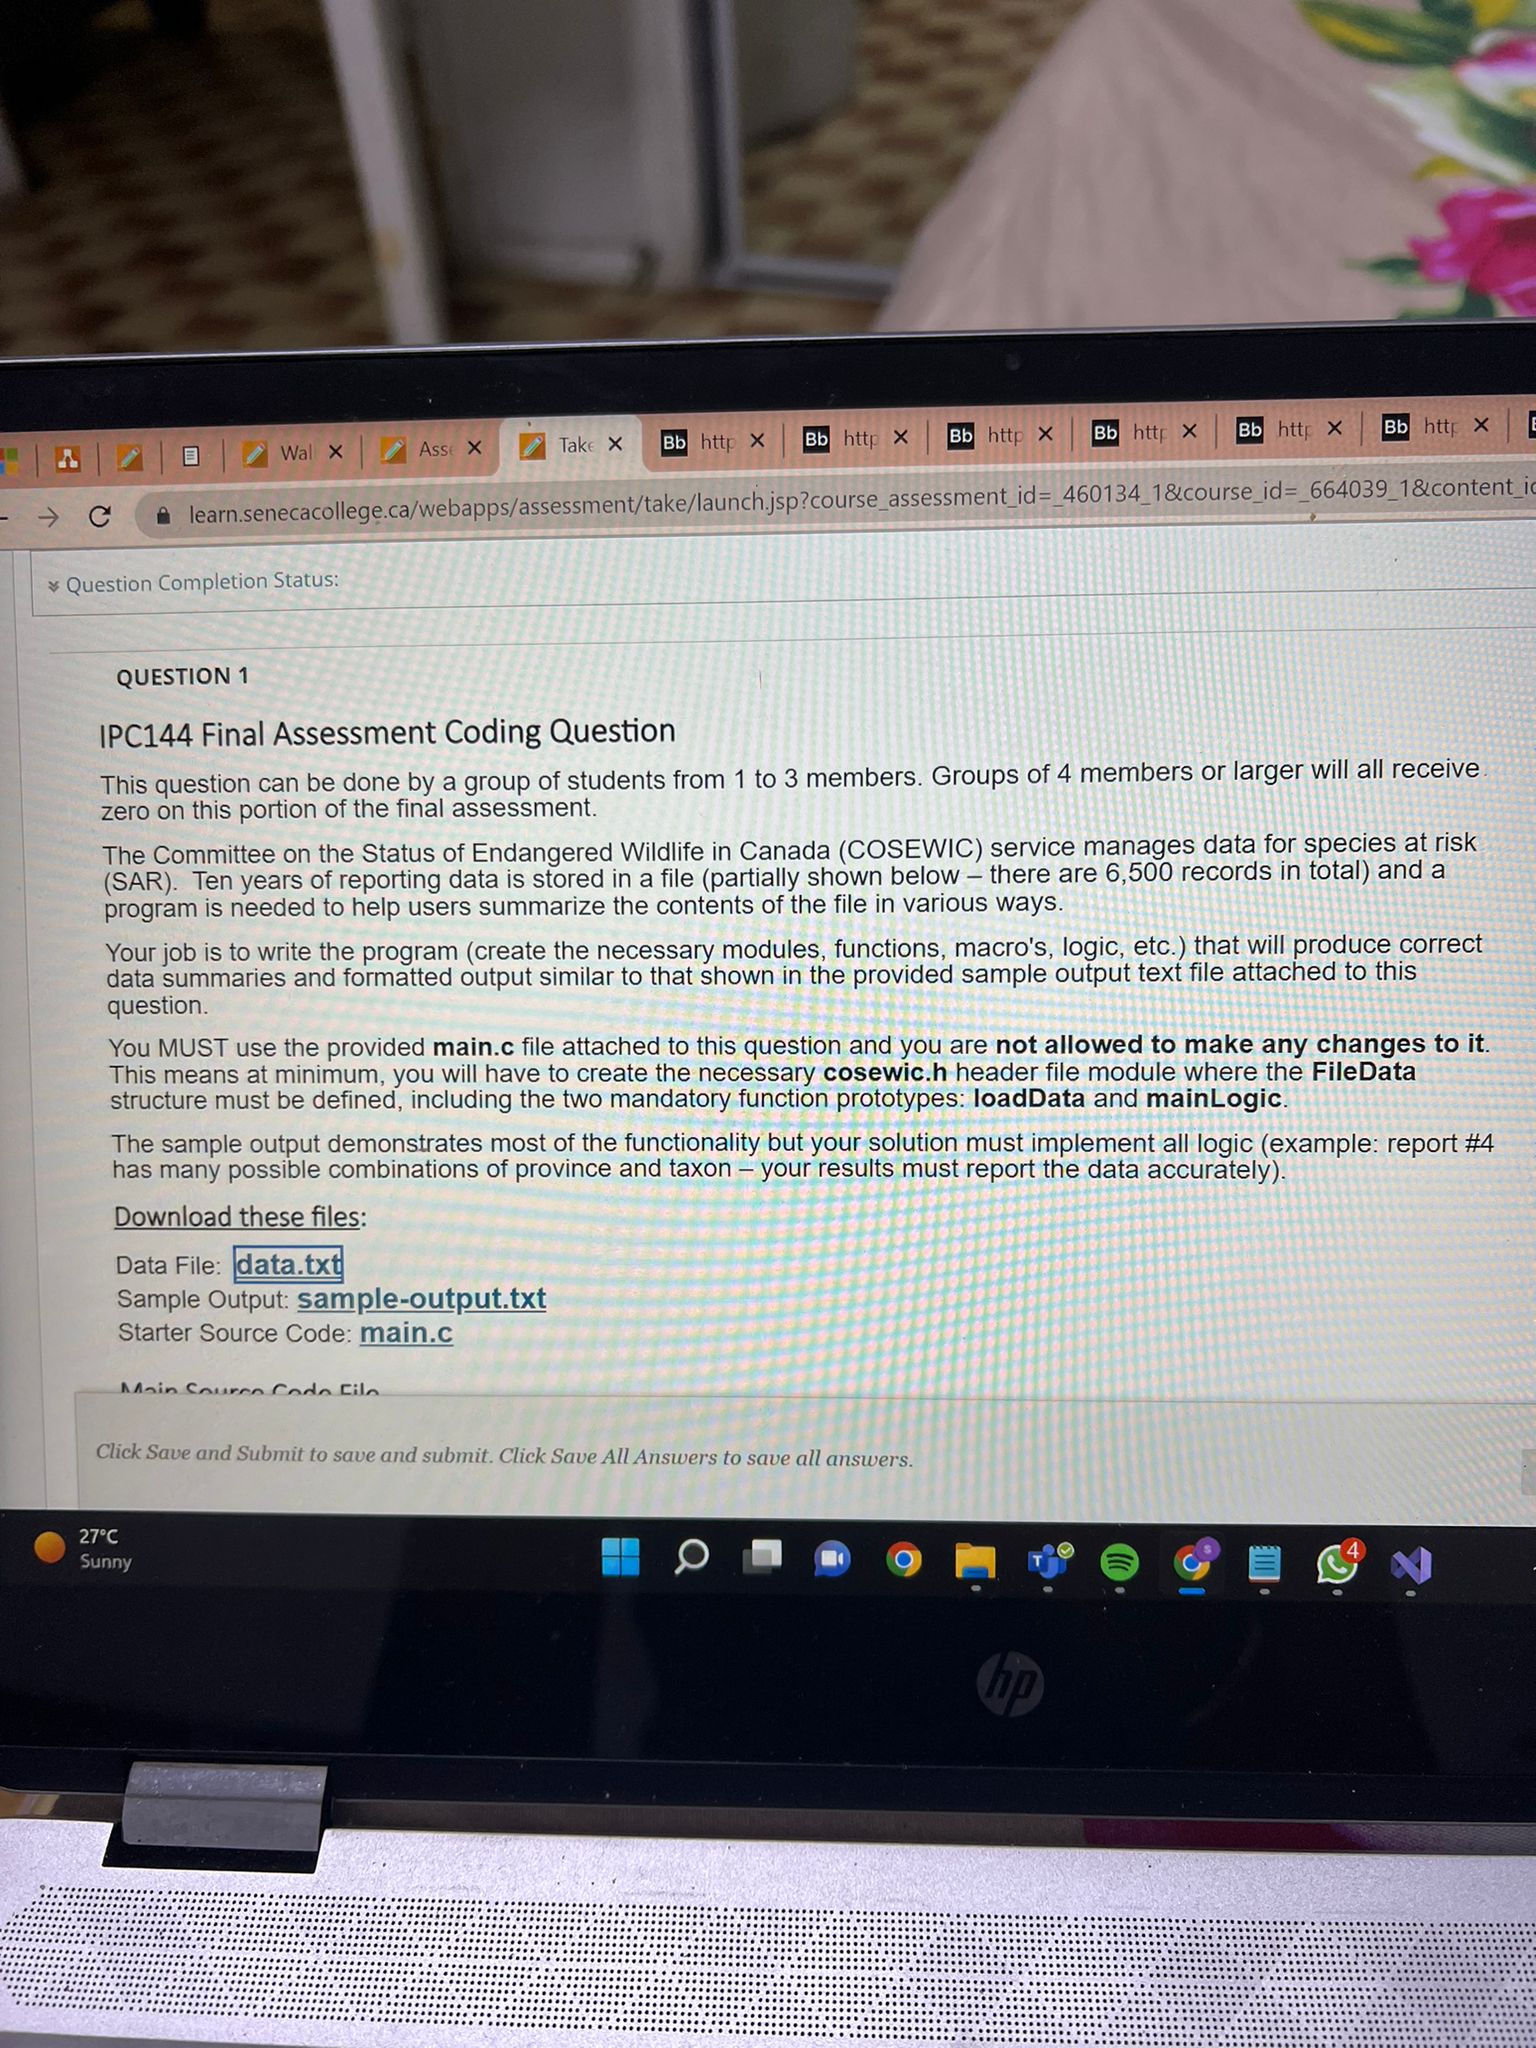 Wal
Asse
Take
Bb http
Bb http
Bb http
Bb http
Bb http
Bb http
learn.senecacollege.ca/webapps/assessment/take/launch.jsp?course_assessment_id=_460134_1&course_id=_664039_1&content_id
Question Completion Status:
QUESTION 1
IPC144 Final Assessment Coding Question
This question can be done by a group of students from 1 to 3 members. Groups of 4 members or larger will all receive
zero on this portion of the final assessment.
The Committee on the Status of Endangered Wildlife in Canada (COSEWIC) service manages data for species at risk
(SAR). Ten years of reporting data is stored in a file (partially shown below – there are 6,500 records in total) and a
program is needed to help users summarize the contents of the file in various ways.
Your job is to write the program (create the necessary modules, functions, macro's, logic, etc.) that will produce correct
data summaries and formatted output similar to that shown in the provided sample output text file attached to this
question.
You MUST use the provided main.c file attached to this question and you are not allowed to make any changes to it.
This means at minimum, you will have to create the necessary cosewic.h header file module where the FileData
structure must be defined, including the two mandatory function prototypes: loadData and mainLogic.
The sample output demonstrates most of the functionality but your solution must implement all logic (example: report #4
has many possible combinations of province and taxon – your results must report the data accurately).
Download these files:
Data File: data.txt
Sample Output: sample-output.txt
Starter Source Code: main.c
Main Source Code File
Click Save and Submit to save and submit. Click Save All Answers to save all answers.
27°C
Sunny
T
S
4
hp